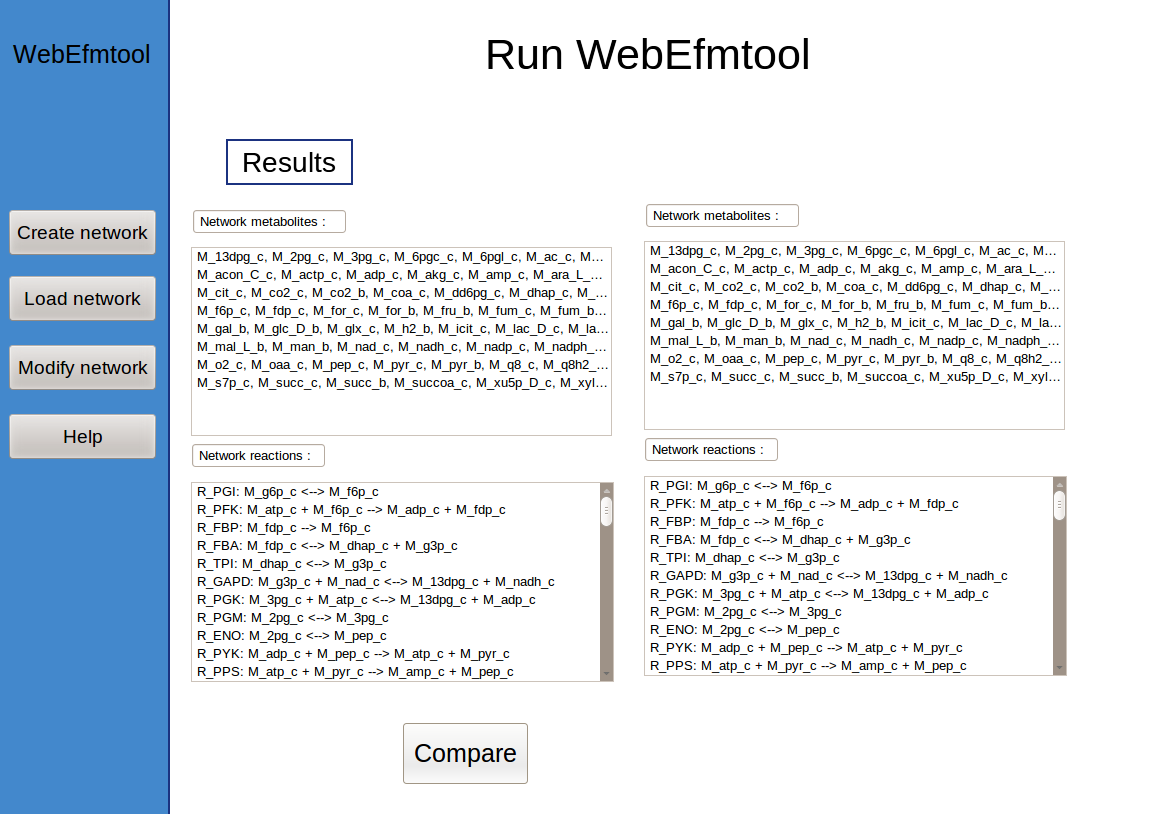 WebEfmtool
Create network
Load network
Modify network
Help
Run WebEfmtool
Results
Network metabolites :
M_13dpg_c, M_2pg_c, M_3pg_c, M_6pgc_c, M_6pgl_c, M_ac_c, M...
M_acon_C_c, M_actp_c, M_adp_c, M_akg_c, M_amp_c, M_ara_L_...
M_cit_c, M_co2_c, M_co2_b, M_coa_c, M_dd6pg_c, M_dhap_c, M_...
M_f6p_c, M_fdp_c, M_for_c, M_for_b, M_fru_b, M_fum_c, M_fum_b...
M_gal_b, M_glc_D_b, M_glx_c, M_h2_b, M_icit_c, M_lac_D_c, M_la...
M_mal_L_b, M_man_b, M_nad_c, M_nadh_c, M_nadp_c, M_nadph_...
M_o2_c, M_oaa_c, M_pep_c, M_pyr_c, M_pyr_b, M_q8_c, M_q8h2_...
M_s7p_c, M_succ_c, M_succ_b, M_succoa_c, M_xu5p_D_c, M_xyl...
Network reactions :
R_PGI: M_g6p_c <--> M_f6p_c
R_PFK: M_atp_c + M_f6p_c --> M_adp_c + M_fdp_c
R_FBP: M_fdp_c --> M_f6p_c
R_FBA: M_fdp_c <--> M_dhap_c + M_g3p_c
R_TPI: M_dhap_c <--> M_g3p_c
R_GAPD: M_g3p_c + M_nad_c <--> M_13dpg_c + M_nadh_c
R_PGK: M_3pg_c + M_atp_c <--> M_13dpg_c + M_adp_c
R_PGM: M_2pg_c <--> M_3pg_c
R_ENO: M_2pg_c <--> M_pep_c
R_PYK: M_adp_c + M_pep_c --> M_atp_c + M_pyr_c
R_PPS: M_atp_c + M_pyr_c --> M_amp_c + M_pep_c
Network metabolites :
M_13dpg_c, M_2pg_c, M_3pg_c, M_6pgc_c, M_6pgl_c, M_ac_c, M...
M_acon_C_c, M_actp_c, M_adp_c, M_akg_c, M_amp_c, M_ara_L_...
M_cit_c, M_co2_c, M_co2_b, M_coa_c, M_dd6pg_c, M_dhap_c, M_...
M_f6p_c, M_fdp_c, M_for_c, M_for_b, M_fru_b, M_fum_c, M_fum_b...
M_gal_b, M_glc_D_b, M_glx_c, M_h2_b, M_icit_c, M_lac_D_c, M_la...
M_mal_L_b, M_man_b, M_nad_c, M_nadh_c, M_nadp_c, M_nadph_...
M_o2_c, M_oaa_c, M_pep_c, M_pyr_c, M_pyr_b, M_q8_c, M_q8h2_...
M_s7p_c, M_succ_c, M_succ_b, M_succoa_c, M_xu5p_D_c, M_xyl...
Network reactions :
R_PGI: M_g6p_c <--> M_f6p_c
R_PFK: M_atp_c + M_f6p_c --> M_adp_c + M_fdp_c
R_FBP: M_fdp_c --> M_f6p_c
R_FBA: M_fdp_c <--> M_dhap_c + M_g3p_c
R_TPI: M_dhap_c <--> M_g3p_c
R_GAPD: M_g3p_c + M_nad_c <--> M_13dpg_c + M_nadh_c
R_PGK: M_3pg_c + M_atp_c <--> M_13dpg_c + M_adp_c
R_PGM: M_2pg_c <--> M_3pg_c
R_ENO: M_2pg_c <--> M_pep_c
R_PYK: M_adp_c + M_pep_c --> M_atp_c + M_pyr_c
R_PPS: M_atp_c + M_pyr_c --> M_amp_c + M_pep_c
Compare